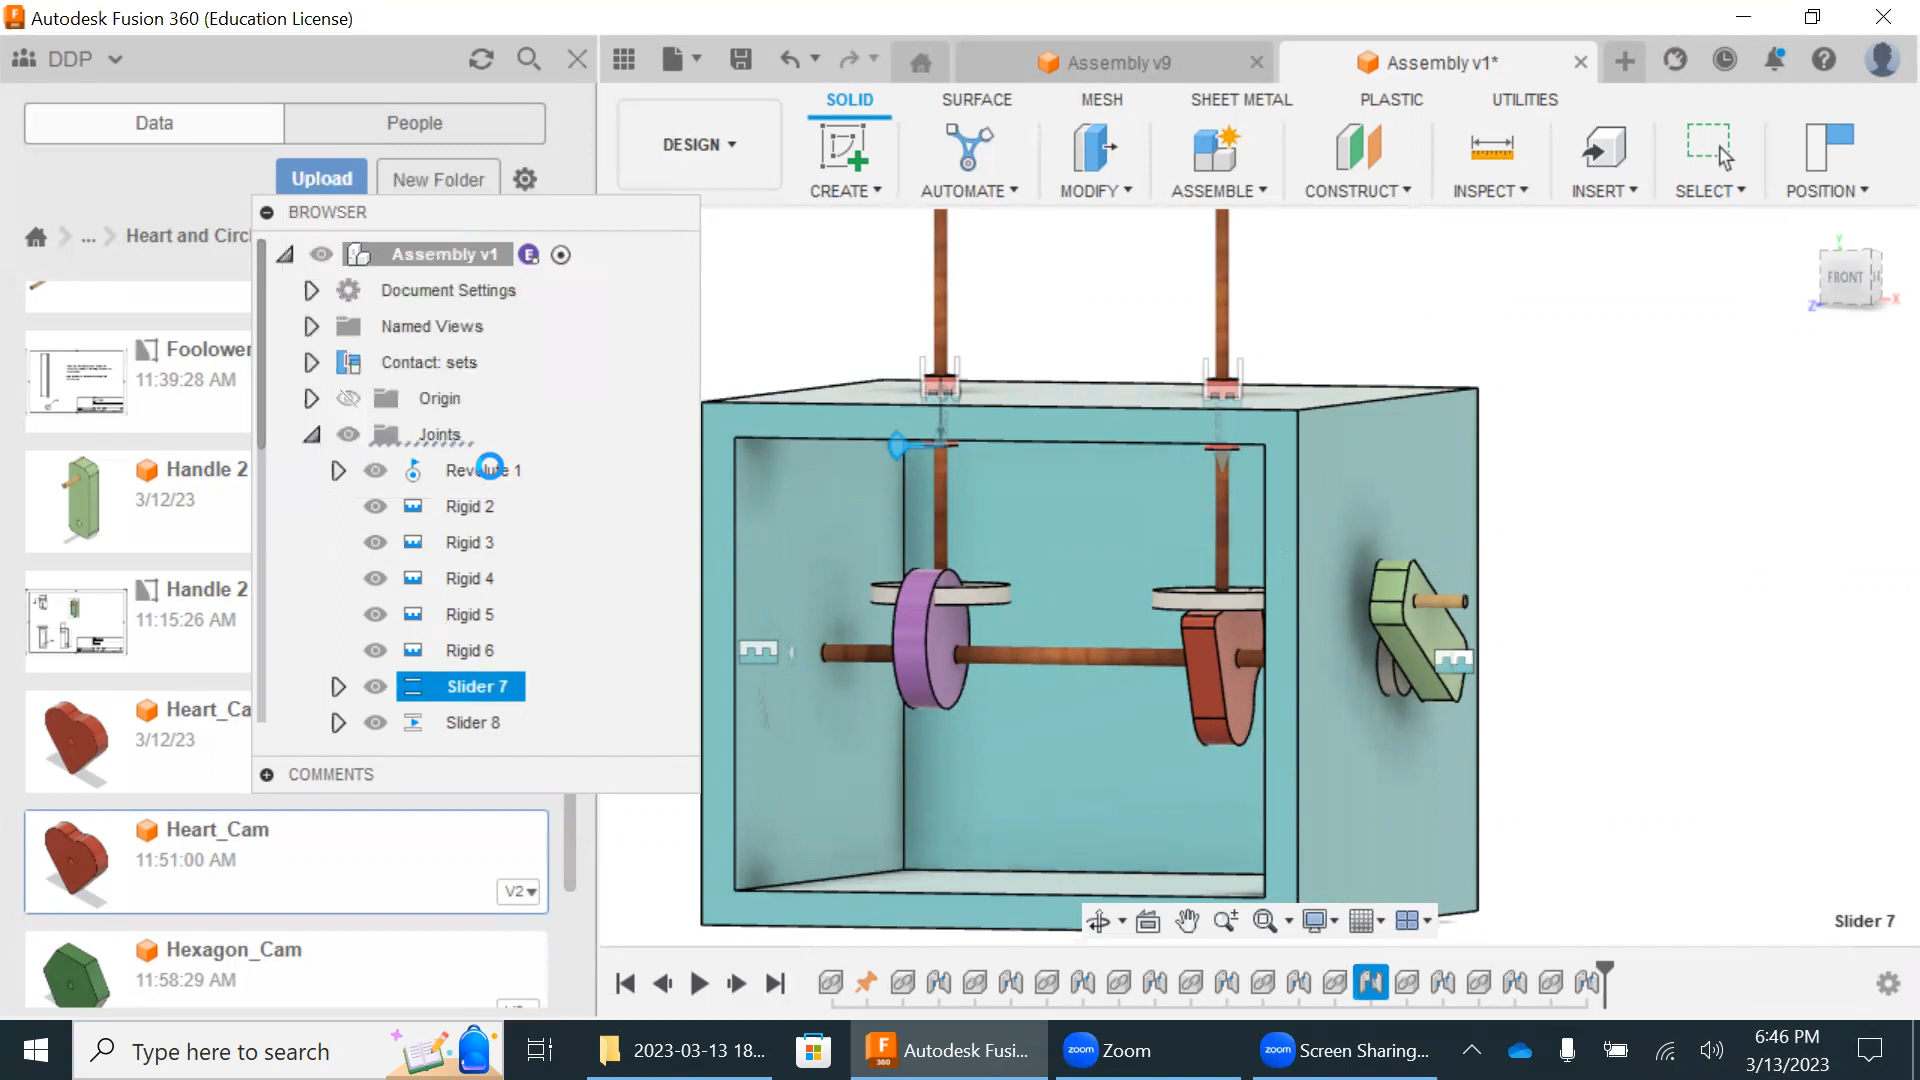 Autodesk Fusion 360 (Education License)
DDP
Assembly v9
Assembly v1*
Data
People
Upload
New Folder
SOLID
SURFACE
MESH
SHEET METAL
PLASTIC
UTILITIES
DESIGN
CREATE
AUTOMATE
MODIFY
ASSEMBLE
CONSTRUCT
INSPECT
INSERT
SELECT
POSITION
... Heart and Circ
BROWSER
Assembly v1
Document Settings
Named Views
Contact: sets
Origin
Joints
Revolute 1
Rigid 2
Rigid 3
Rigid 4
Rigid 5
Rigid 6
Slider 7
Slider 8
COMMENTS
Foolower
11:39:28 AM
Handle 2
3/12/23
Handle 2
11:15:26 AM
Heart_Ca
3/12/23
Heart_Cam
11:51:00 AM
V2
Hexagon_Cam
11:58:29 AM
Y
FRONT
Z
X
Slider 7
Type here to search
2023-03-13 18...
Autodesk Fusi...
zoom Zoom
zoom Screen Sharing...
6:46 PM
3/13/2023